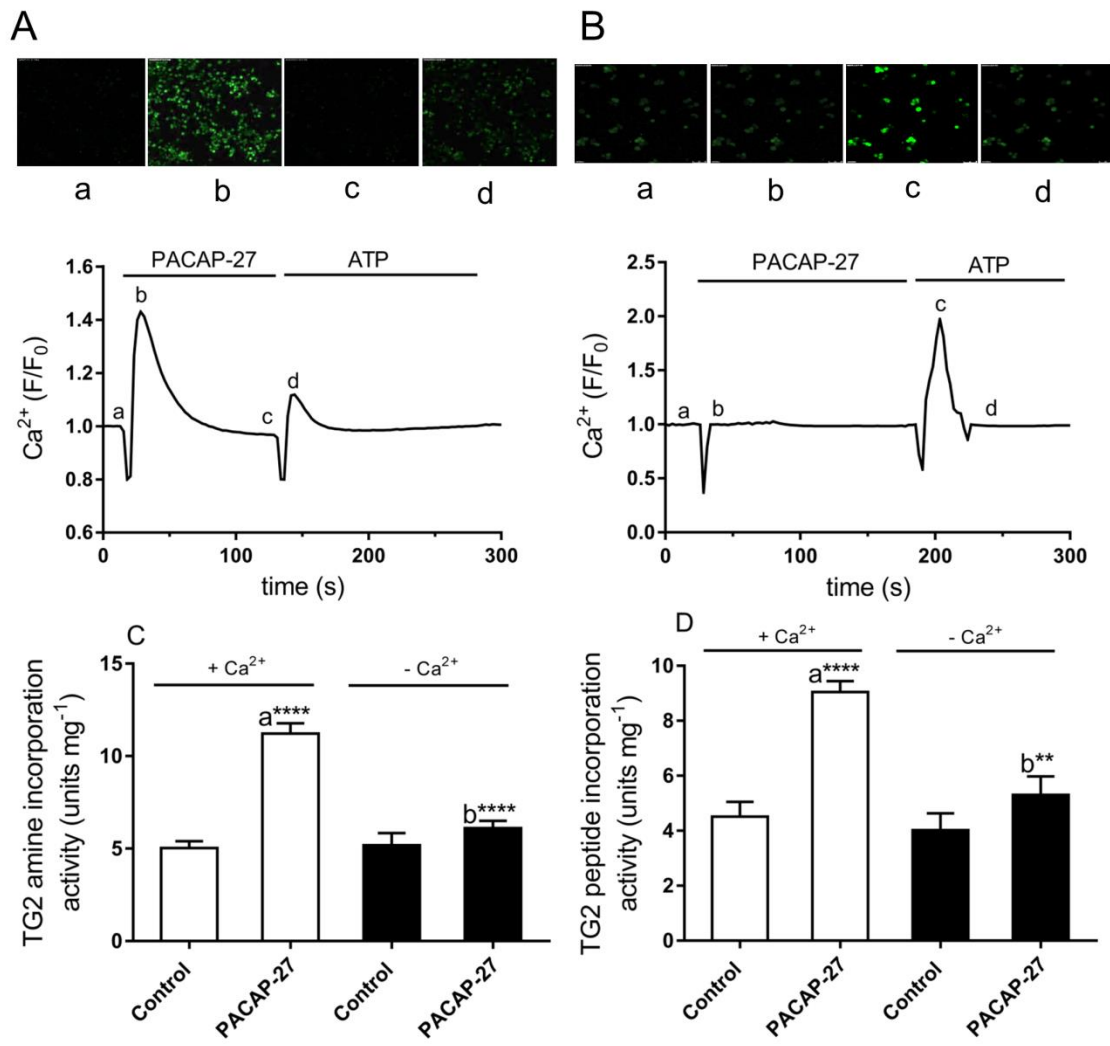 A
B
a b c d
a b c d
PACAP-27 ATP
1.6
1.4
1.2
1.0
0.8
0.6
Ca²⁺ (F/F₀)
a b c d
0 100 200 300
time (s)
PACAP-27 ATP
2.5
2.0
1.5
1.0
0.5
0.0
Ca²⁺ (F/F₀)
a b c d
0 100 200 300
time (s)
C
+ Ca²⁺ - Ca²⁺
15
10
5
0
TG2 amine incorporation
activity (units mg⁻¹)
a****
b****
Control PACAP-27 Control PACAP-27
D
+ Ca²⁺ - Ca²⁺
10
8
6
4
2
0
TG2 peptide incorporation
activity (units mg⁻¹)
a****
b**
Control PACAP-27 Control PACAP-27